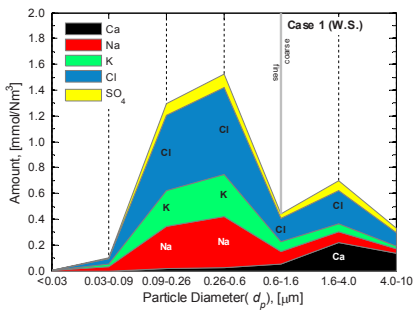 Case 1 (W.S.)
Ca
Na
K
Cl
SO4
fines
coarse
Amount, [mmol/Nm3]
2.0
1.8
1.6
1.4
1.2
1.0
0.8
0.6
0.4
0.2
0.0
Cl
Cl
K
K
Na
Na
Cl
Cl
Ca
<0.03
0.03-0.09
0.09-0.26
0.26-0.6
0.6-1.6
1.6-4.0
4.0-10
Particle Diameter( dp), [μm]